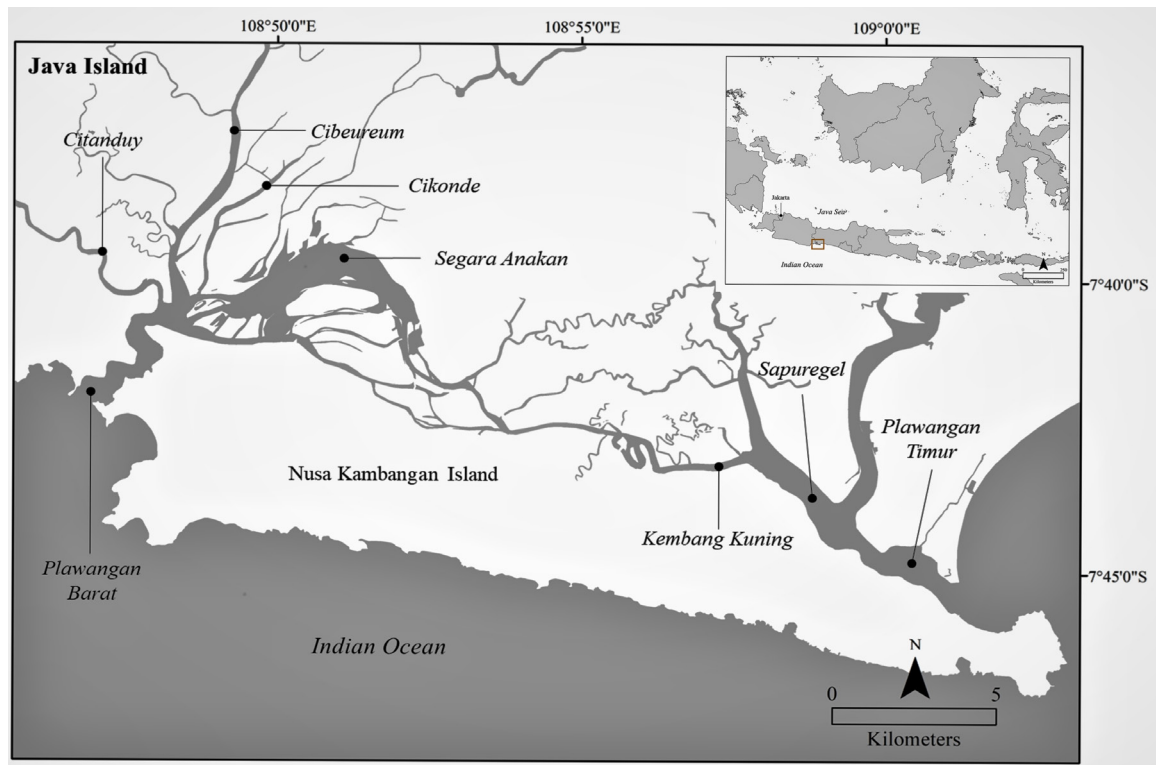 108°50'0"E
108°55'0"E
109°0'0"E
Java Island
Citanduy
Cibeureum
Cikonde
Segara Anakan
Jakarta
Java Sea
Indian Ocean
N
0
Kilometers
7°40'0"S
Sapuregel
Plawangan
Timur
Nusa Kambangan Island
Kembang Kuning
Plawangan
Barat
7°45'0"S
Indian Ocean
N
0 5
Kilometers